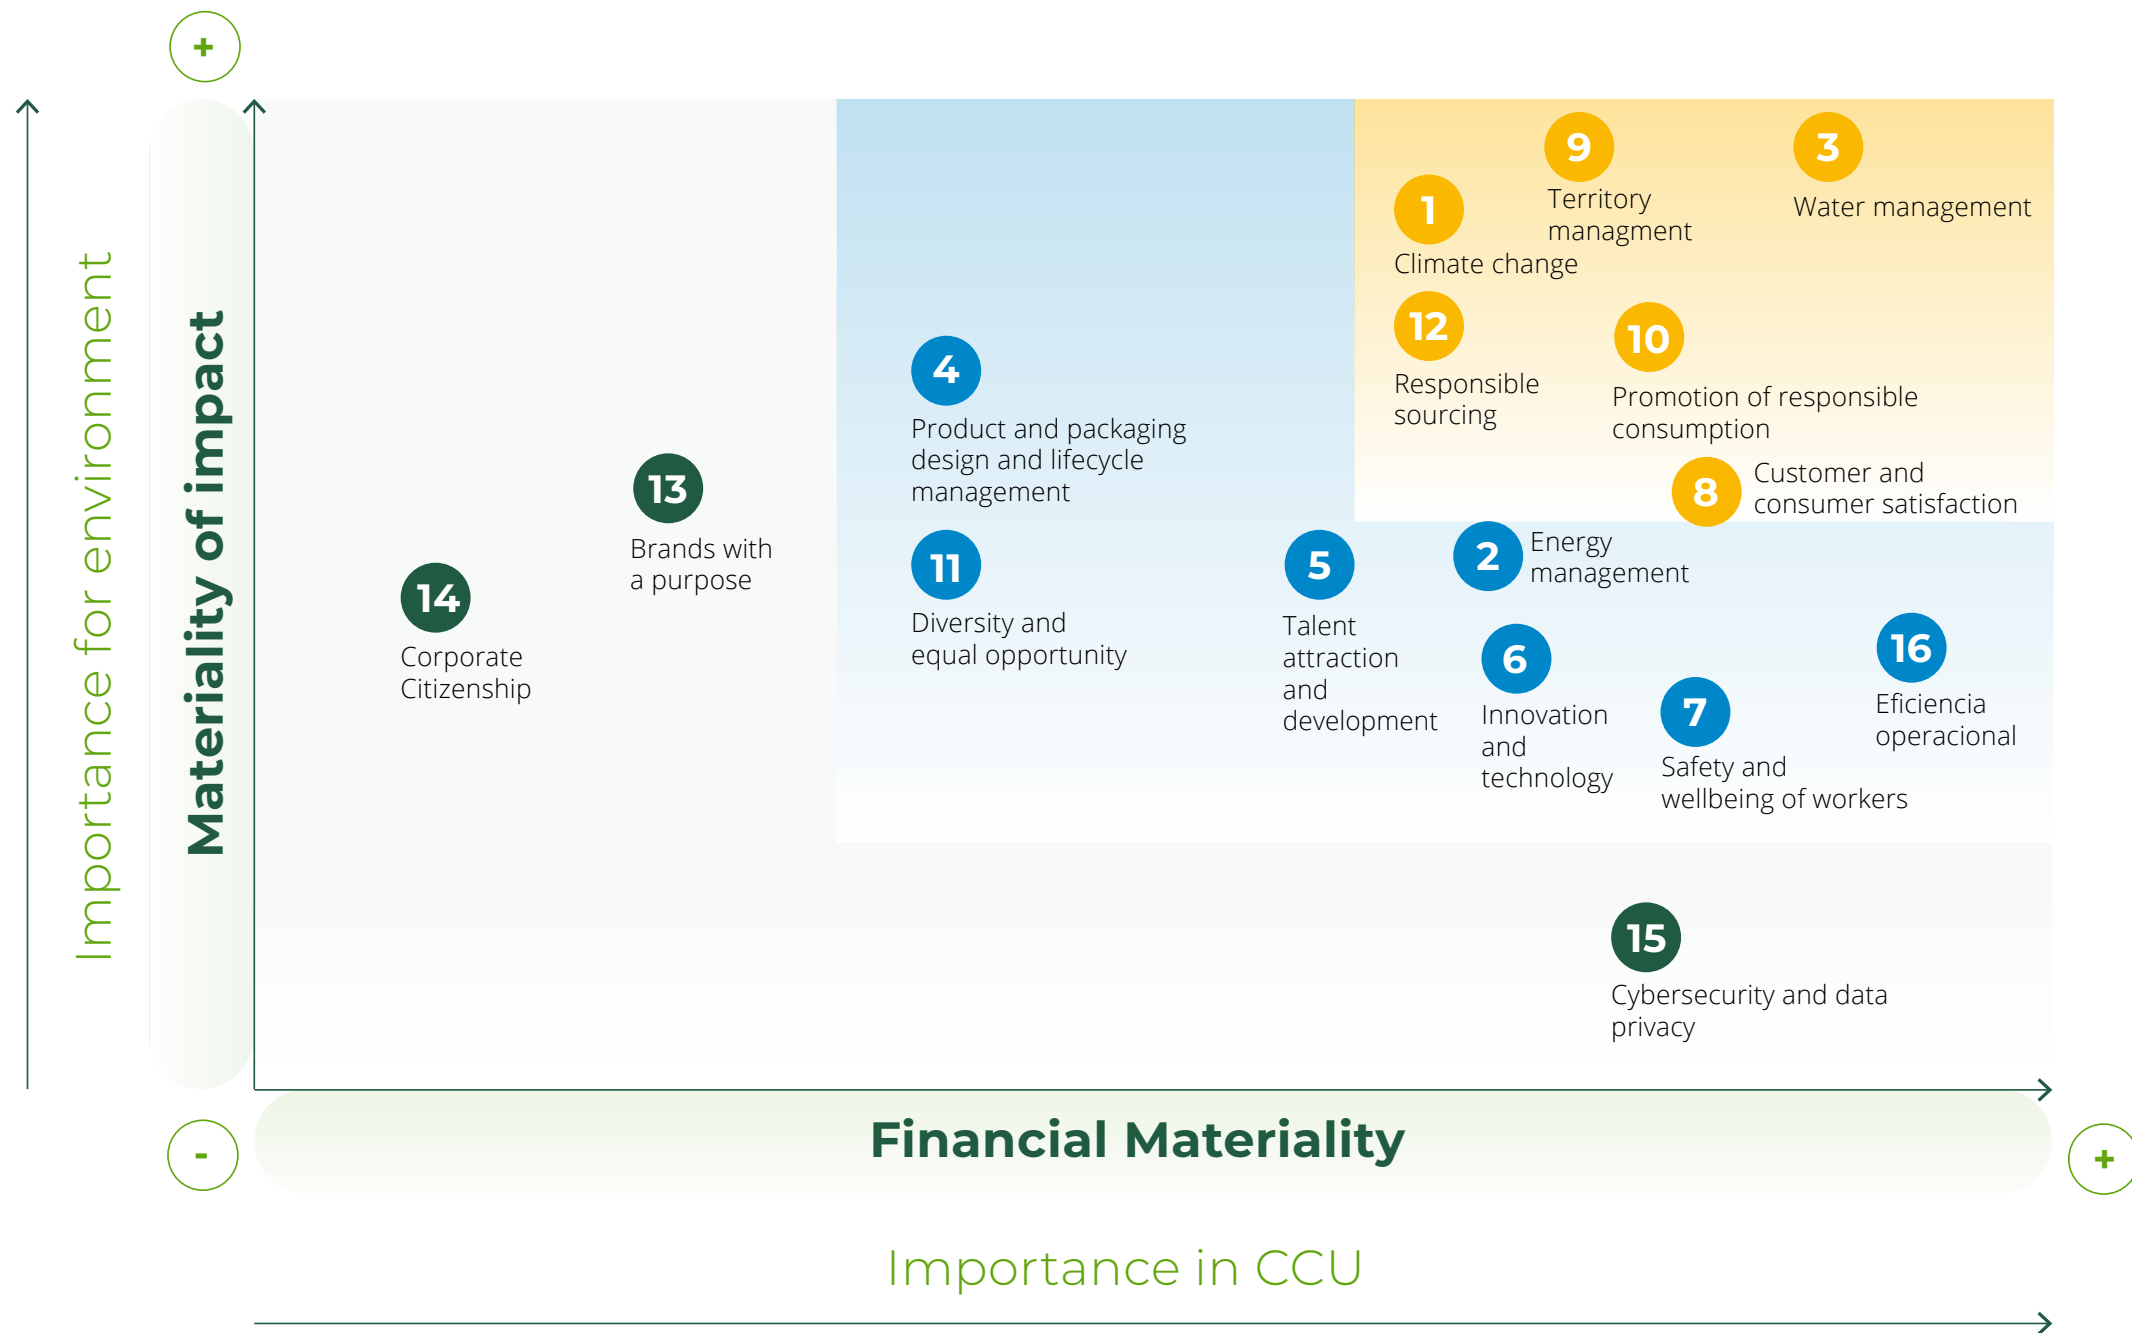 +
Importance for environment
Materiality of impact
9
Territory
managment
3
Water management
1
Climate change
12
Responsible
sourcing
10
Promotion of responsible
consumption
8
Customer and
consumer satisfaction
4
Product and packaging
design and lifecycle
management
13
Brands with
a purpose
14
Corporate
Citizenship
11
Diversity and
equal opportunity
5
Talent
attraction
and
development
2
Energy
management
6
Innovation
and
technology
7
Safety and
wellbeing of workers
16
Eficiencia
operacional
15
Cybersecurity and data
privacy
-
Financial Materiality
+
Importance in CCU